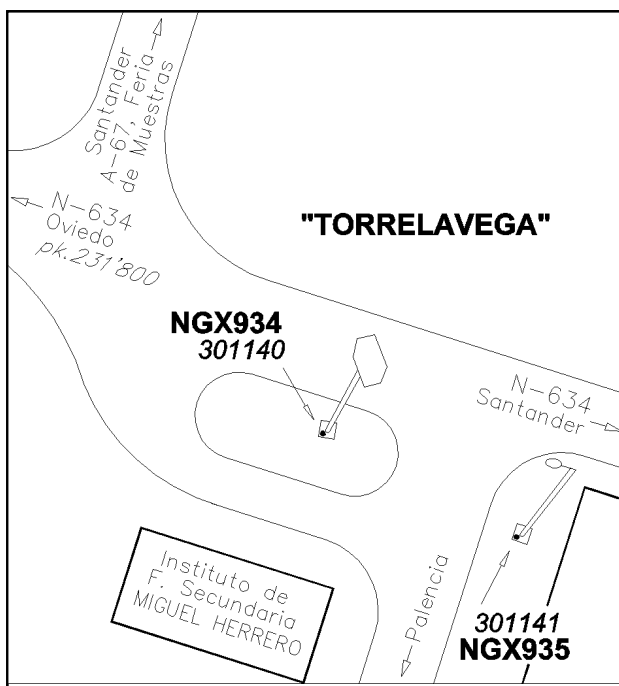 Santander
A-67, Feria
de Muestras
N-634
Oviedo
pk.231'800
"TORRELAVEGA"
NGX934
301140
N-634
Santander
Instituto de
F. Secundaria
MIGUEL HERRERO
Palencia
301141
NGX935